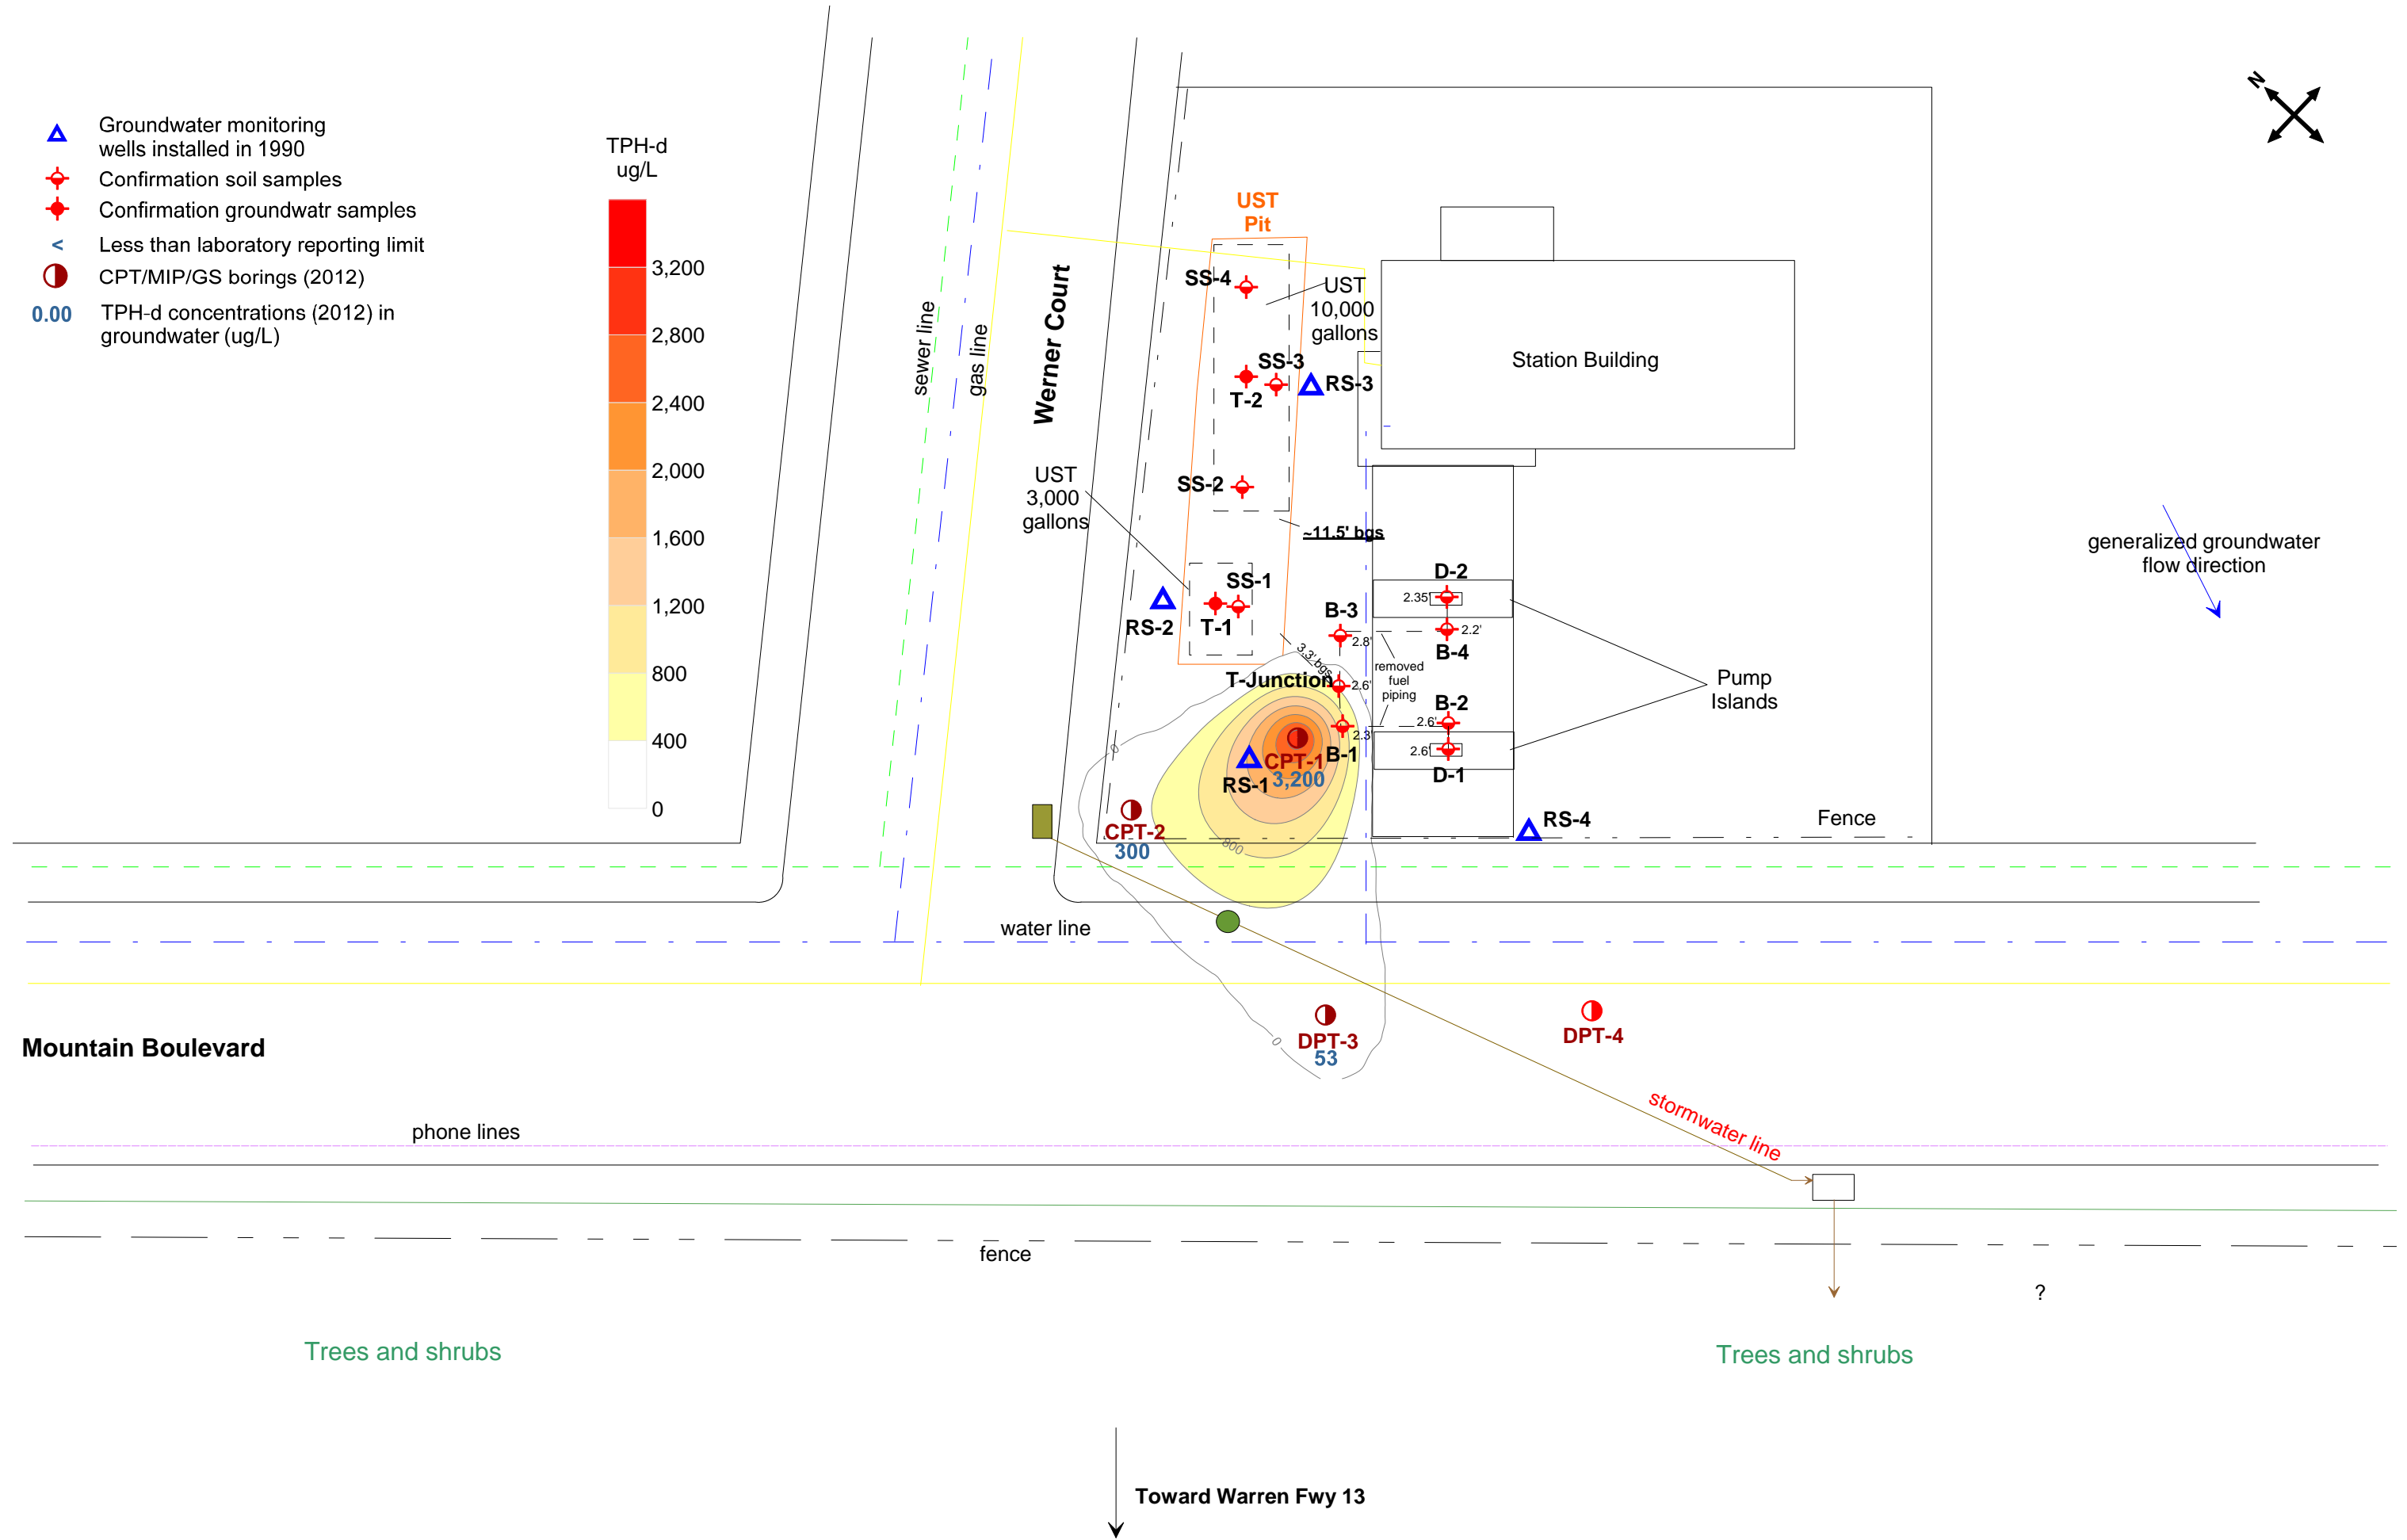 N
Groundwater monitoring
wells installed in 1990
Confirmation soil samples
Confirmation groundwatr samples
< Less than laboratory reporting limit
CPT/MIP/GS borings (2012)
0.00 TPH-d concentrations (2012) in
groundwater (ug/L)
TPH-d
ug/L
3,200
2,800
2,400
2,000
1,600
1,200
800
400
0
sewer line
gas line
Werner Court
UST
Pit
SS-4
UST
10,000
gallons
SS-3
T-2
RS-3
Station Building
SS-2
UST
3,000
gallons
~11.5' bgs
generalized groundwater
flow direction
SS-1
T-1
RS-2
D-2
2.35'
B-3
2.8'
2.2'
B-4
3.3' bgs
removed
fuel
piping
T-Junction
2.6'
Pump
Islands
B-2
2.6'
2.3'
B-1
2.6'
D-1
CPT-1
3,200
RS-1
0
CPT-2
300
800
RS-4
Fence
water line
DPT-3
53
0
DPT-4
Mountain Boulevard
stormwater line
phone lines
fence
?
Trees and shrubs
Trees and shrubs
Toward Warren Fwy 13